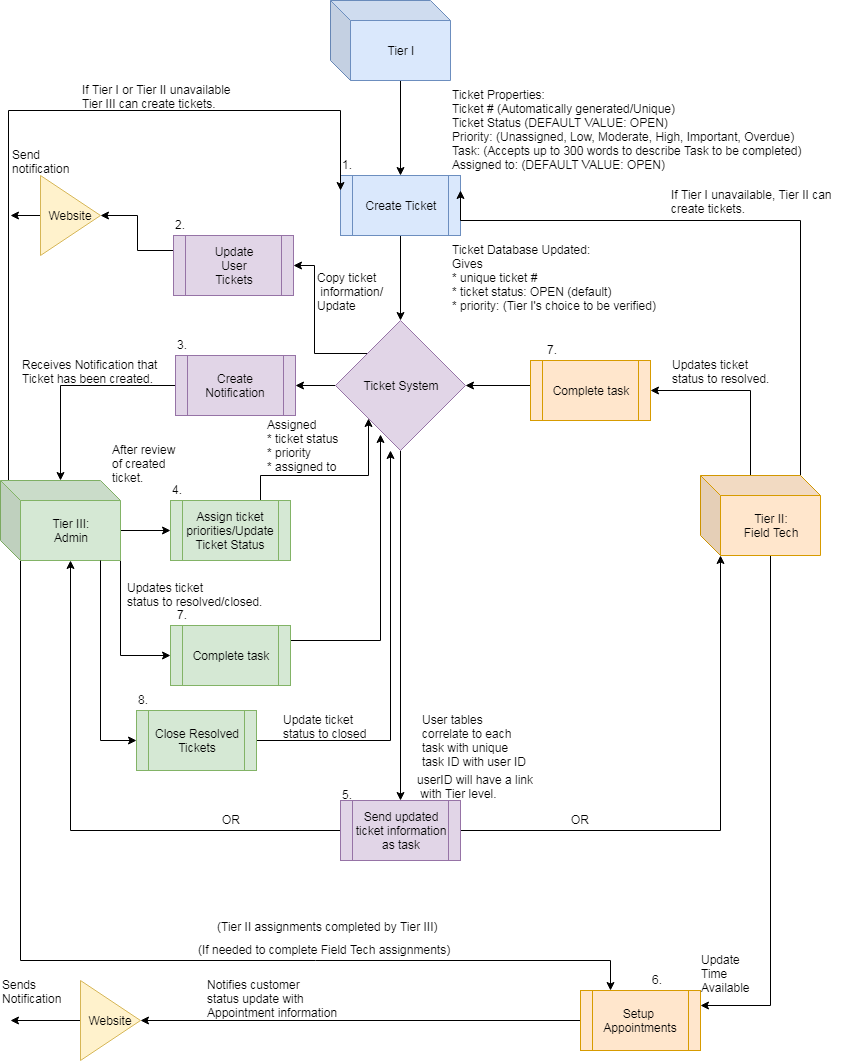 Tier I
If Tier I or Tier II unavailable
Tier III can create tickets.
Ticket Properties:
Ticket # (Automatically generated/Unique)
Ticket Status (DEFAULT VALUE: OPEN)
Priority: (Unassigned, Low, Moderate, High, Important, Overdue)
Task: (Accepts up to 300 words to describe Task to be completed)
Assigned to: (DEFAULT VALUE: OPEN)
Send
notification
Website
1.
Create Ticket
If Tier I unavailable, Tier II can
create tickets.
2.
Update
User
Tickets
Copy ticket
information/
Update
Ticket Database Updated:
Gives
* unique ticket #
* ticket status: OPEN (default)
* priority: (Tier I's choice to be verified)
Receives Notification that
Ticket has been created.
3.
Create
Notification
Ticket System
7.
Complete task
Updates ticket
status to resolved.
Assigned
* ticket status
* priority
* assigned to
After review
of created
ticket.
Tier III:
Admin
4.
Assign ticket
priorities/Update
Ticket Status
Tier II:
Field Tech
Updates ticket
status to resolved/closed.
7.
Complete task
8.
Close Resolved
Tickets
Update ticket
status to closed
User tables
correlate to each
task with unique
task ID with user ID
userID will have a link
with Tier level.
5.
Send updated
ticket information
as task
OR
OR
(Tier II assignments completed by Tier III)
(If needed to complete Field Tech assignments)
Update
Time
Available
6.
Setup
Appointments
Notifies customer
status update with
Appointment information
Website
Sends
Notification